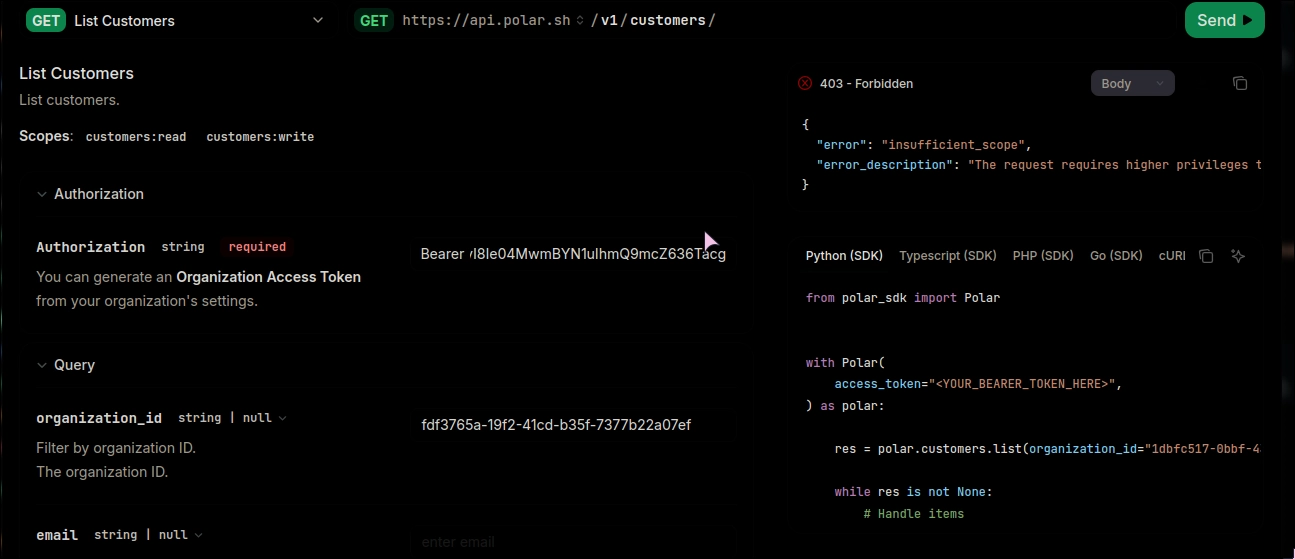 GET List Customers
GET https://api.polar.sh / v1 / customers /
Send
List Customers
List customers.
Scopes: customers:read customers:write
Authorization
Authorization string required
You can generate an Organization Access Token
from your organization's settings.
Bearer
Query
organization_id string | null
Filter by organization ID.
The organization ID.
fdf3765a-19f2-41cd-b35f-7377b22a07ef
email string | null
enter email
403 - Forbidden
Body
{
"error": "insufficient_scope",
"error_description": "The request requires higher privileges t
}
Python (SDK) Typescript (SDK) PHP (SDK) Go (SDK) cURL
from polar_sdk import Polar
with Polar(
access_token="<YOUR_BEARER_TOKEN_HERE>",
) as polar:
res = polar.customers.list(organization_id="1dbfc517-0bbf-4
while res is not None:
# Handle items